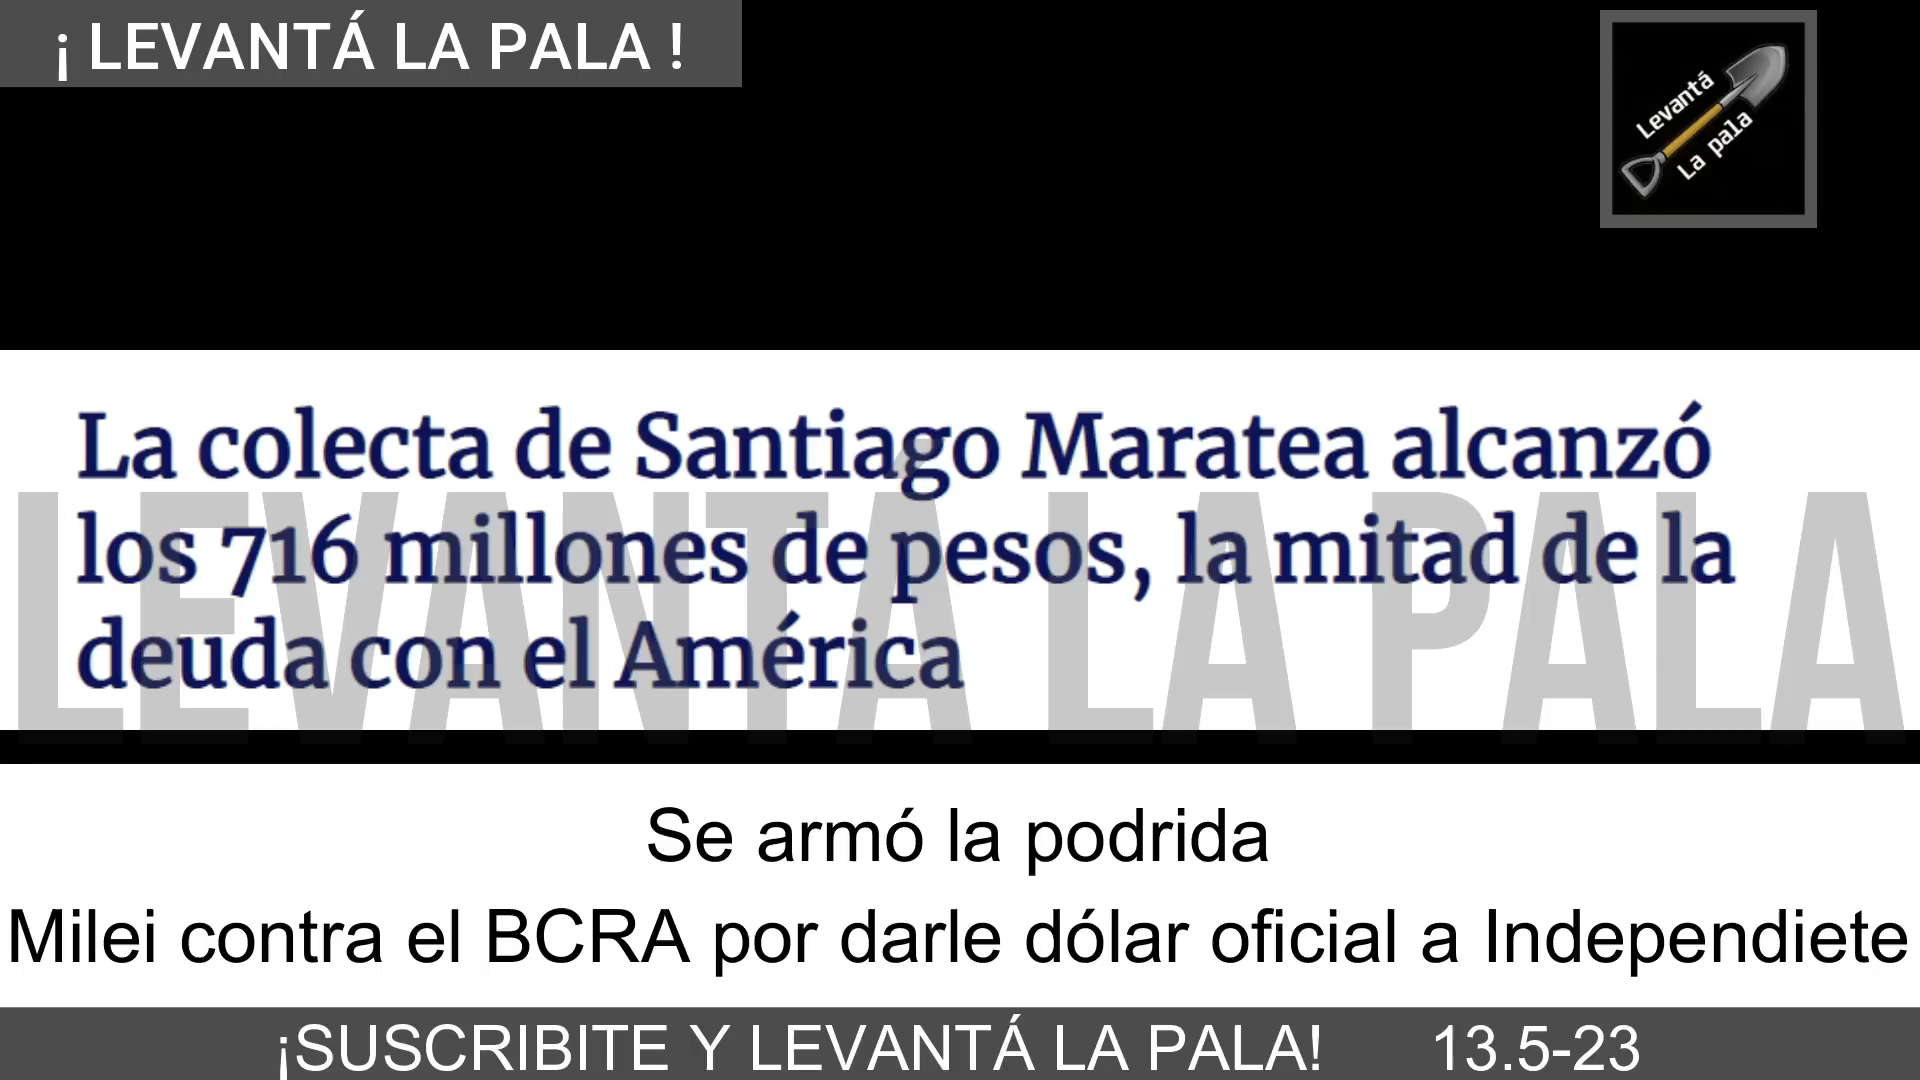 ¡ LEVANTÁ LA PALA !
Levantá
La pala
La colecta de Santiago Maratea alcanzó
los 716 millones de pesos, la mitad de la
deuda con el América
LEVANTÁ LA PALA
Se armó la podrida
Milei contra el BCRA por darle dólar oficial a Independiete
¡SUSCRIBITE Y LEVANTÁ LA PALA! 13.5-23